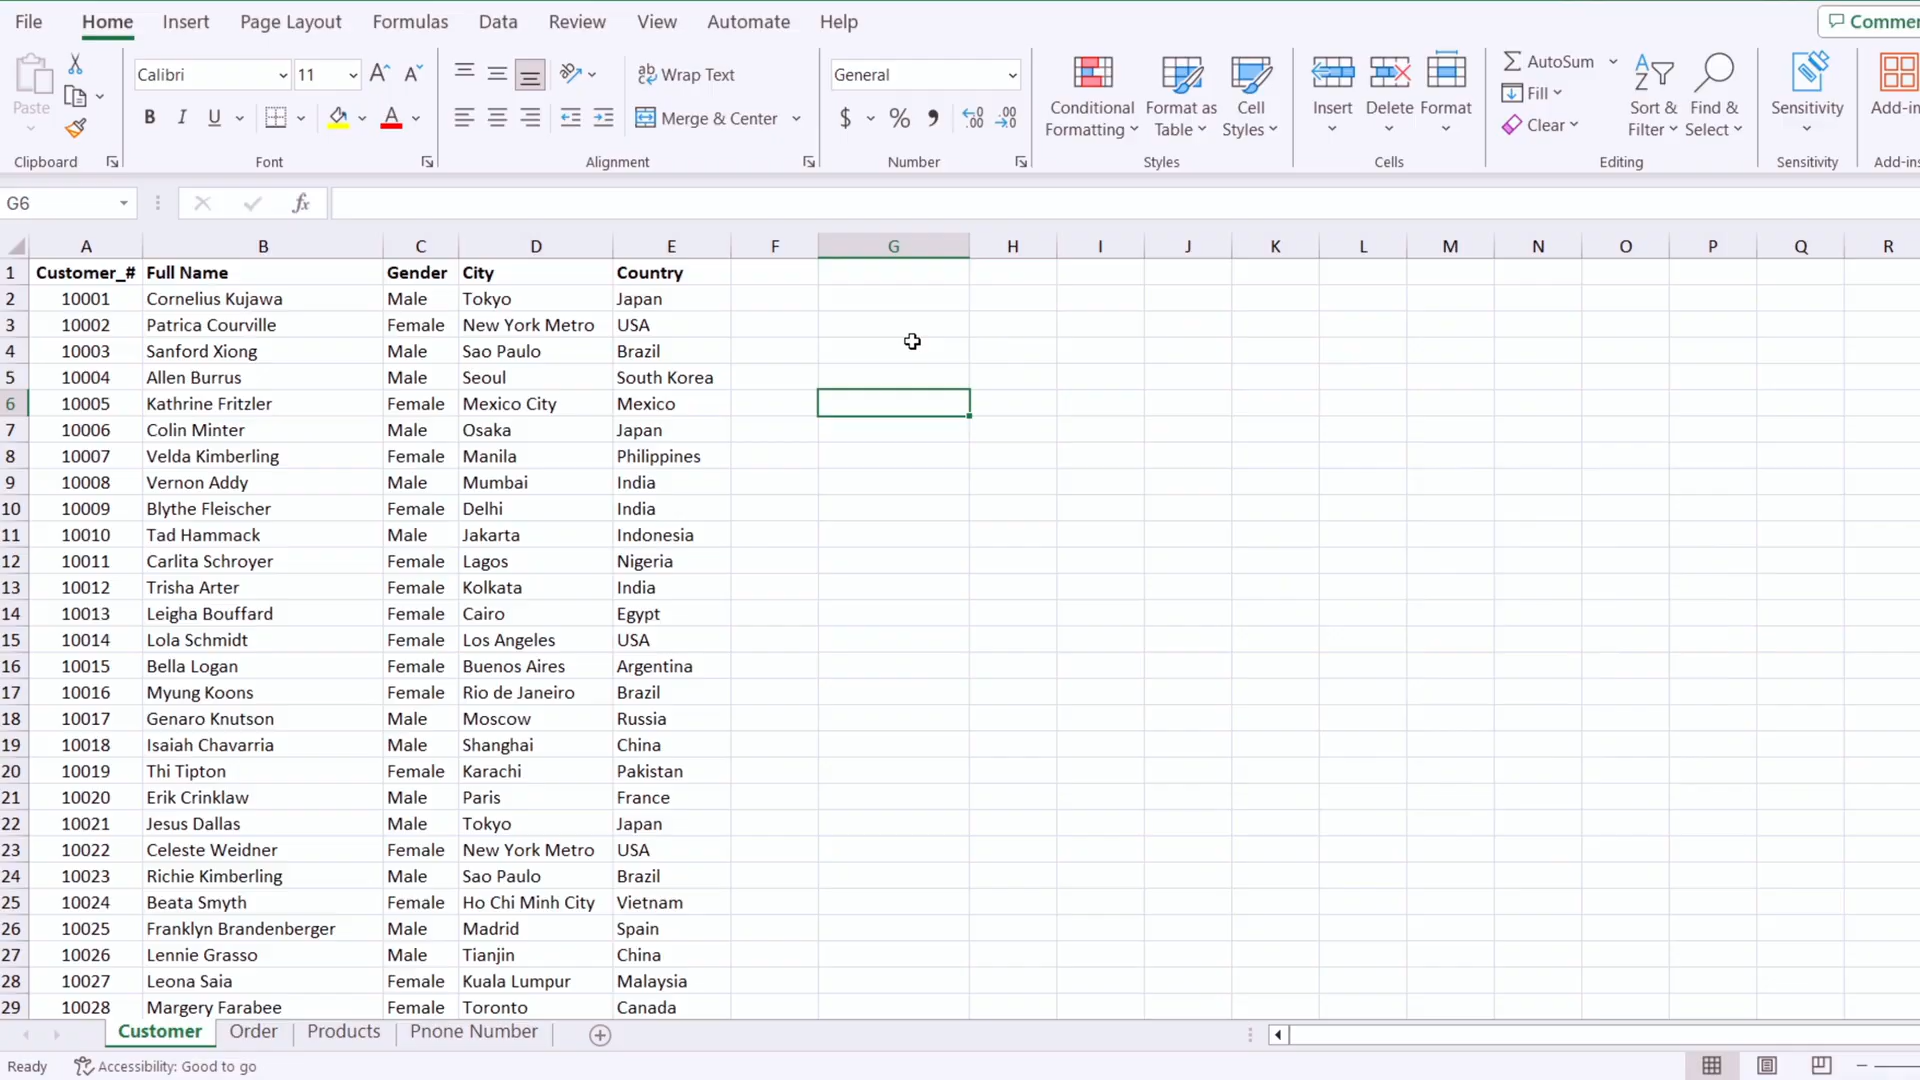 File Home Insert Page Layout Formulas Data Review View Automate Help Commer
Paste
Clipboard
Calibri 11 A A
B I U A
Font
ab Wrap Text
Merge & Center
Alignment
General
$ % , .00 .00
Number
Conditional Formatting
Format as Table
Cell Styles
Styles
Insert Delete Format
Cells
AutoSum
Fill
Clear
Sort & Filter
Find & Select
Editing
Sensitivity
Sensitivity
Add-in
Add-ins
G6 fx
A B C D E F G H I J K L M N O P Q R
1 Customer_# Full Name Gender City Country
2 10001 Cornelius Kujawa Male Tokyo Japan
3 10002 Patrica Courville Female New York Metro USA
4 10003 Sanford Xiong Male Sao Paulo Brazil
5 10004 Allen Burrus Male Seoul South Korea
6 10005 Kathrine Fritzler Female Mexico City Mexico
7 10006 Colin Minter Male Osaka Japan
8 10007 Velda Kimberling Female Manila Philippines
9 10008 Vernon Addy Male Mumbai India
10 10009 Blythe Fleischer Female Delhi India
11 10010 Tad Hammack Male Jakarta Indonesia
12 10011 Carlita Schroyer Female Lagos Nigeria
13 10012 Trisha Arter Female Kolkata India
14 10013 Leigha Bouffard Female Cairo Egypt
15 10014 Lola Schmidt Female Los Angeles USA
16 10015 Bella Logan Female Buenos Aires Argentina
17 10016 Myung Koons Female Rio de Janeiro Brazil
18 10017 Genaro Knutson Male Moscow Russia
19 10018 Isaiah Chavarria Male Shanghai China
20 10019 Thi Tipton Female Karachi Pakistan
21 10020 Erik Crinklaw Male Paris France
22 10021 Jesus Dallas Male Tokyo Japan
23 10022 Celeste Weidner Female New York Metro USA
24 10023 Richie Kimberling Male Sao Paulo Brazil
25 10024 Beata Smyth Female Ho Chi Minh City Vietnam
26 10025 Franklyn Brandenberger Male Madrid Spain
27 10026 Lennie Grasso Male Tianjin China
28 10027 Leona Saia Female Kuala Lumpur Malaysia
29 10028 Margery Farabee Female Toronto Canada
Customer Order Products Pnone Number
Ready Accessibility: Good to go